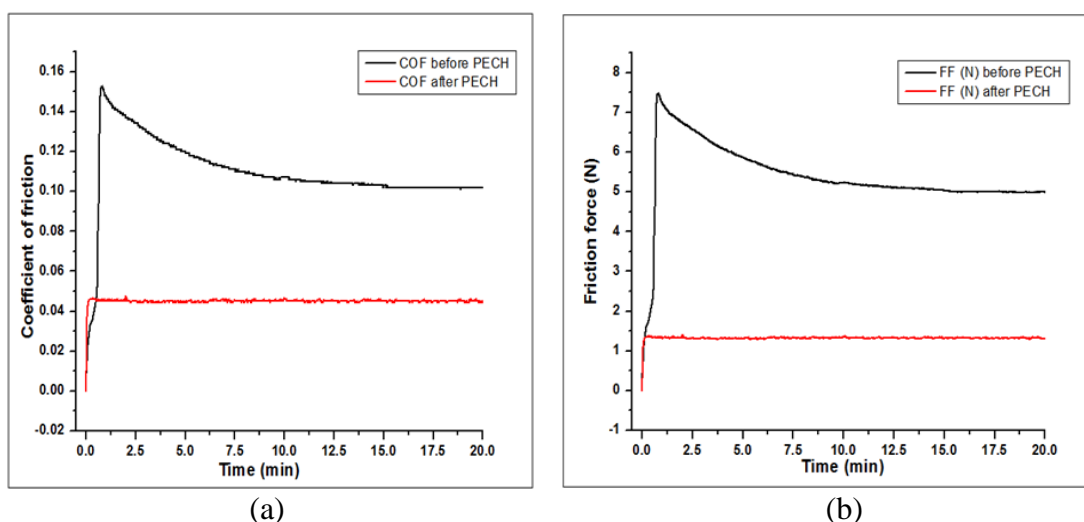 COF before PECH
COF after PECH
0.16
0.14
0.12
0.10
0.08
0.06
0.04
0.02
0.00
-0.02
Coefficient of friction
0.0 2.5 5.0 7.5 10.0 12.5 15.0 17.5 20.0
Time (min)
(a)
FF (N) before PECH
FF (N) after PECH
8
7
6
5
4
3
2
1
0
-1
Friction force (N)
0.0 2.5 5.0 7.5 10.0 12.5 15.0 17.5 20.0
Time (min)
(b)